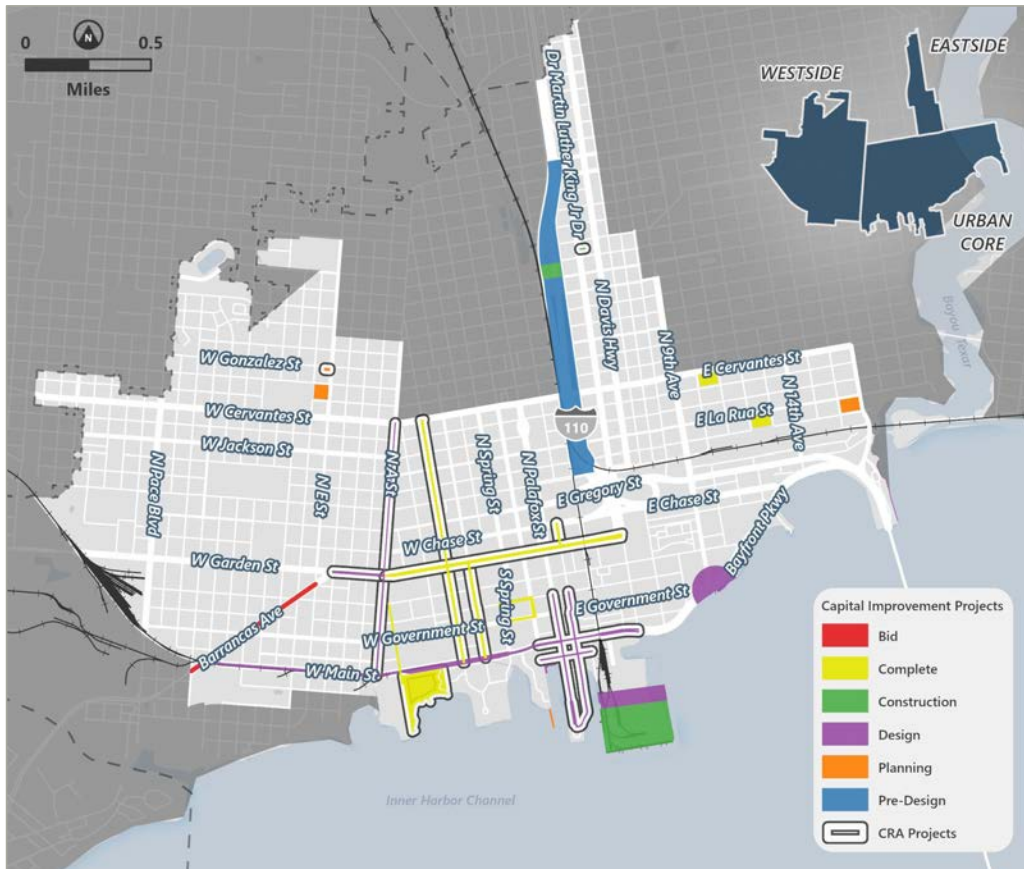 N
0 0.5
Miles
EASTSIDE
WESTSIDE
URBAN
CORE
Dr Martin Luther King Jr Dr
Bayou Texar
N Davis Hwy
N 9th Ave
W Gonzalez St
E Cervantes St
W Cervantes St
N 14th Ave
E La Rua St
110
W Jackson St
N Pace Blvd
N E St
N A St
N Spring St
N Palafox St
E Gregory St
E Chase St
Bayfront Pkwy
W Chase St
W Garden St
S Spring St
E Government St
Barrancas Ave
W Government St
W Main St
Inner Harbor Channel
Capital Improvement Projects
Bid
Complete
Construction
Design
Planning
Pre-Design
CRA Projects